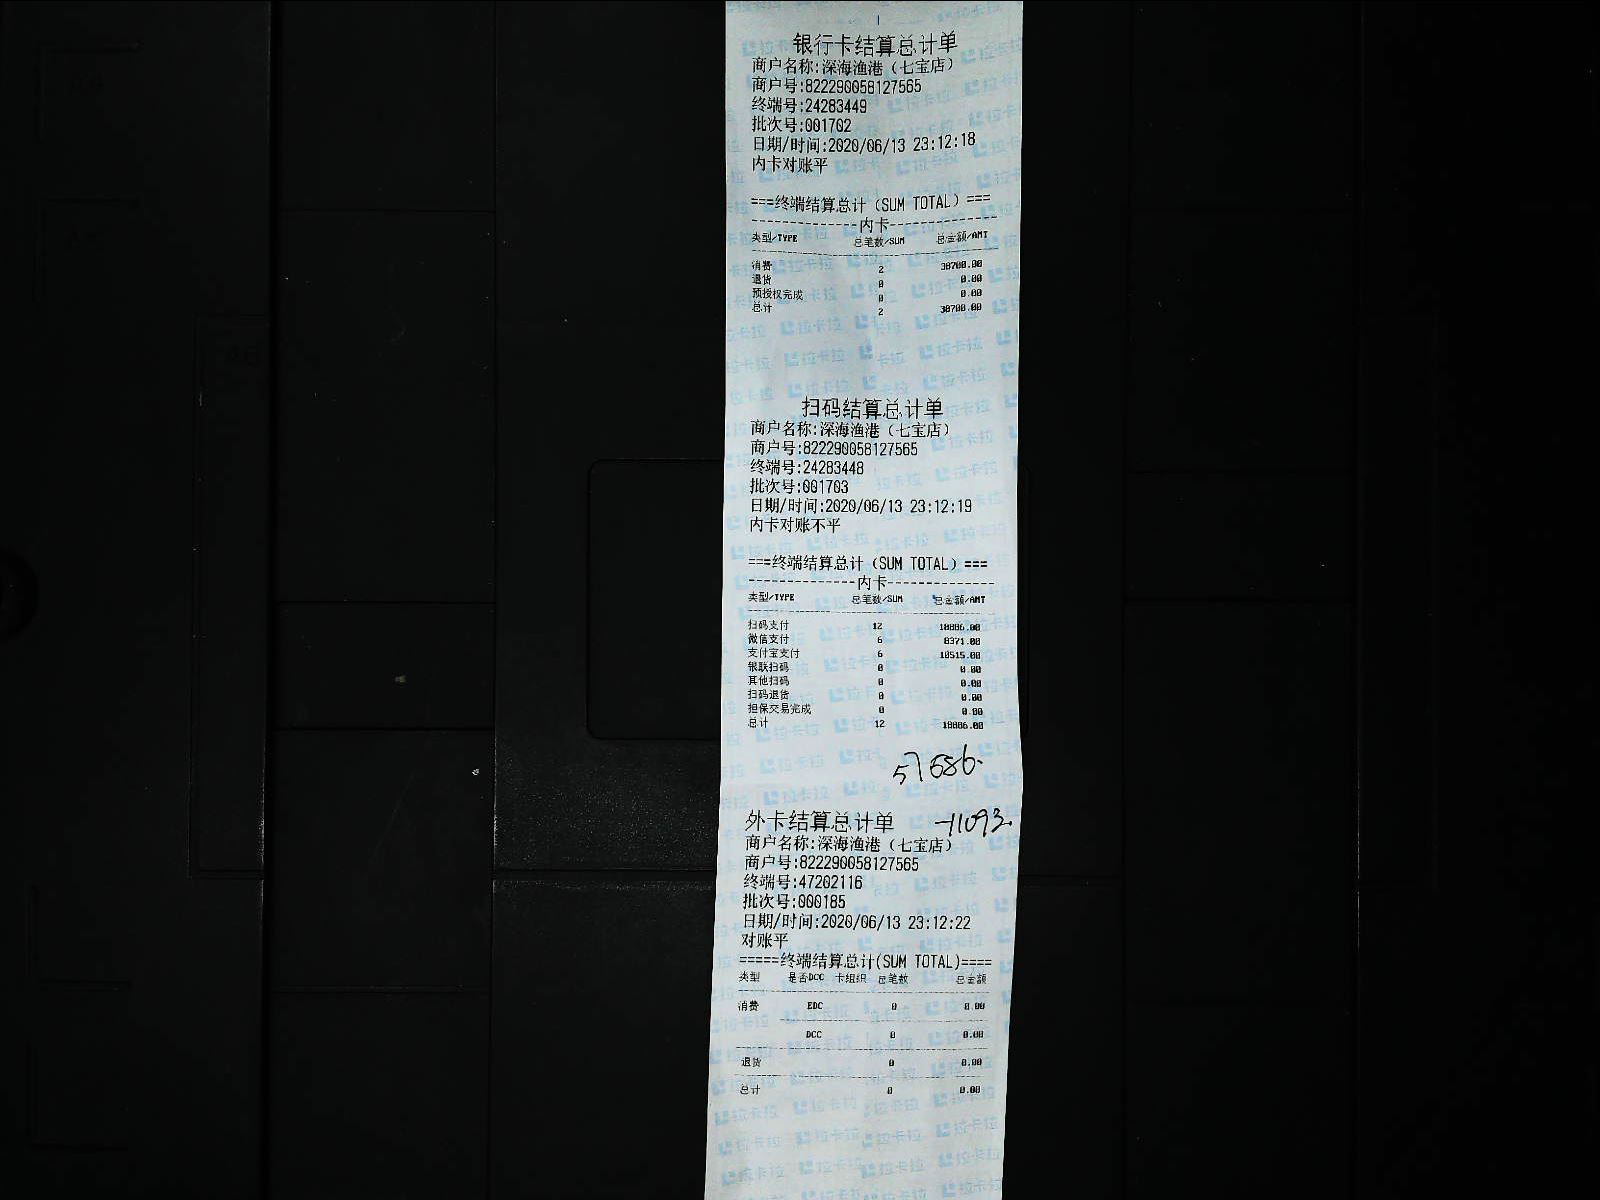 银行卡结算总计单
商户名称:深海渔港（七宝店）
商户号:822290058127565
终端号:24283449
批次号:001702
日期/时间:2020/06/13 23:12:18
内卡对账平
===终端结算总计（SUM TOTAL）===
--------------内卡--------------
类型/TYPE 总笔数/SUM 总金额/AMT
消费 2
退货 0 0.00
预授权完成 0 0.00
总计 2
扫码结算总计单
商户名称:深海渔港（七宝店）
商户号:822290058127565
终端号:24283448
批次号:001703
日期/时间:2020/06/13 23:12:19
内卡对账不平
===终端结算总计（SUM TOTAL）===
--------------内卡--------------
类型/TYPE 总笔数/SUM 总金额/AMT
扫码支付 12 18886.00
微信支付 6 8371.00
支付宝支付 6 10515.00
银联扫码 0 0.00
其他扫码 0 0.00
扫码退货 0 0.00
担保交易完成 0 0.00
总计 12 18886.00
57686.
外卡结算总计单 -11093.
商户名称:深海渔港（七宝店）
商户号:822290058127565
终端号:47202116
批次号:000185
日期/时间:2020/06/13 23:12:22
对账平
=====终端结算总计(SUM TOTAL)====
类型 是否DCC 卡组织 总笔数 总金额
消费 EDC 0 0.00
DCC 0 0.00
退货 0 0.00
总计 0 0.00